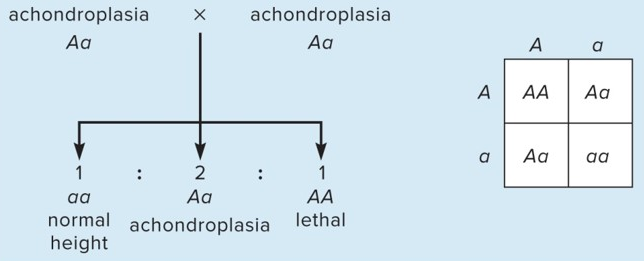 achondroplasia × achondroplasia
Aa Aa
1 : 2 : 1
aa Aa AA
normal achondroplasia lethal
height
A a
A AA Aa
a Aa aa